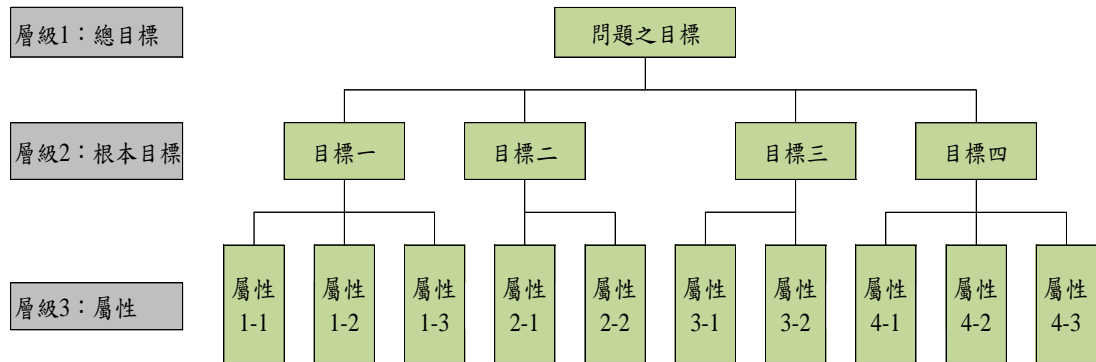 層級1：總目標
問題之目標
層級2：根本目標
目標一
目標二
目標三
目標四
層級3：屬性
屬性
1-1
屬性
1-2
屬性
1-3
屬性
2-1
屬性
2-2
屬性
3-1
屬性
3-2
屬性
4-1
屬性
4-2
屬性
4-3